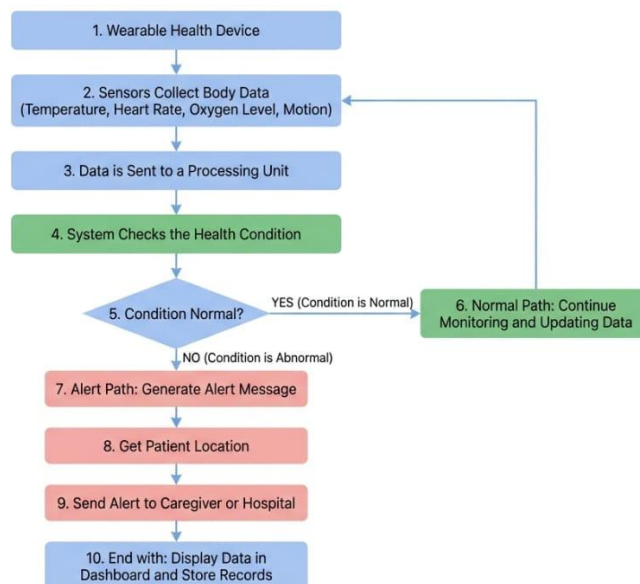 1. Wearable Health Device
2. Sensors Collect Body Data
(Temperature, Heart Rate, Oxygen Level, Motion)
3. Data is Sent to a Processing Unit
4. System Checks the Health Condition
5. Condition Normal?
YES (Condition is Normal)
6. Normal Path: Continue
Monitoring and Updating Data
NO (Condition is Abnormal)
7. Alert Path: Generate Alert Message
8. Get Patient Location
9. Send Alert to Caregiver or Hospital
10. End with: Display Data in
Dashboard and Store Records